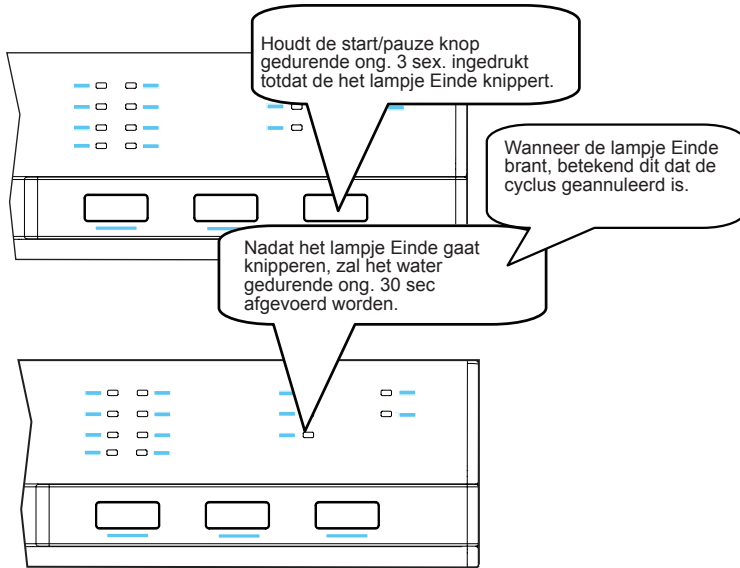 Houdt de start/pauze knop
gedurende ong. 3 sex. ingedrukt
totdat de het lampje Einde knippert.
Wanneer de lampje Einde
brant, betekend dit dat de
cyclus geannuleerd is.
Nadat het lampje Einde gaat
knipperen, zal het water
gedurende ong. 30 sec
afgevoerd worden.